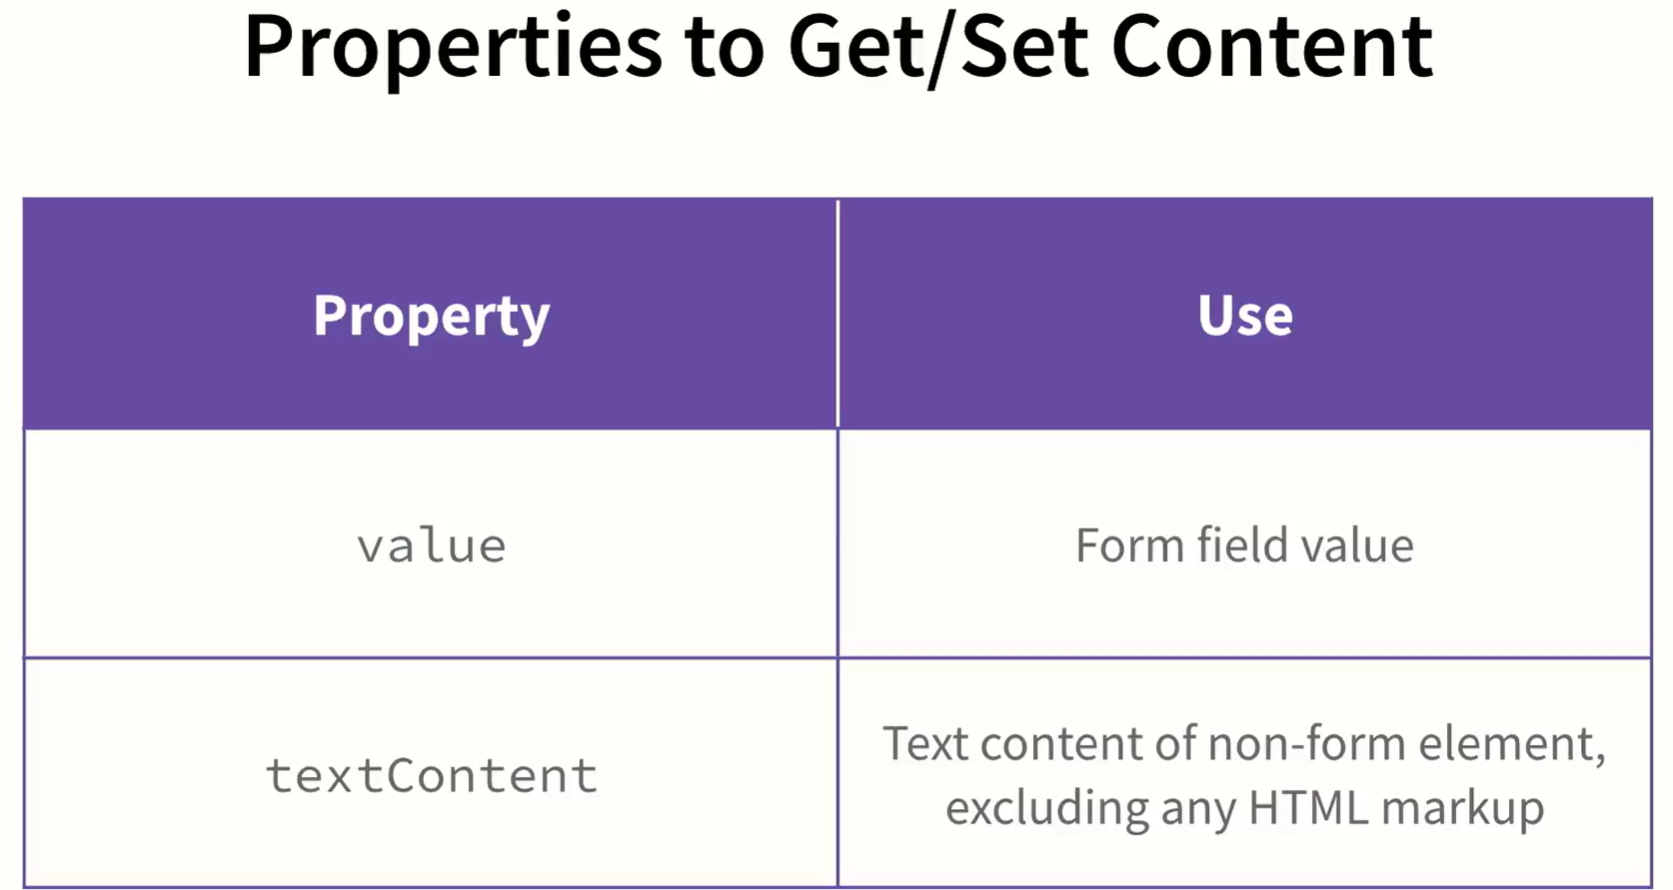 Properties to Get/Set Content
Property
Use
value
Form field value
textContent
Text content of non-form element,
excluding any HTML markup